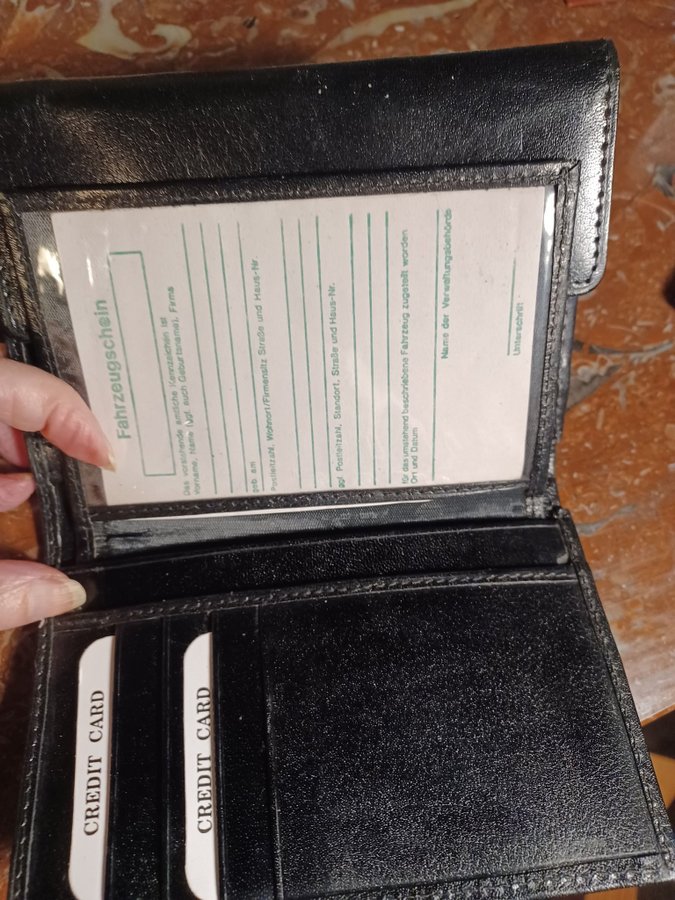 Fahrzeugschein
Das vorstehende amtliche Kennzeichen ist
Vorname, Name (ggf. auch Geburtsname), Firma
geb. am
Postleitzahl, Wohnort/Firmensitz Straße und Haus-Nr.
ggf. Postleitzahl, Standort, Straße und Haus-Nr.
für das umstehend beschriebene Fahrzeug zugeteilt worden
Ort und Datum
Name der Verwaltungsbehörde
Unterschrift
CREDIT CARD
CREDIT CARD